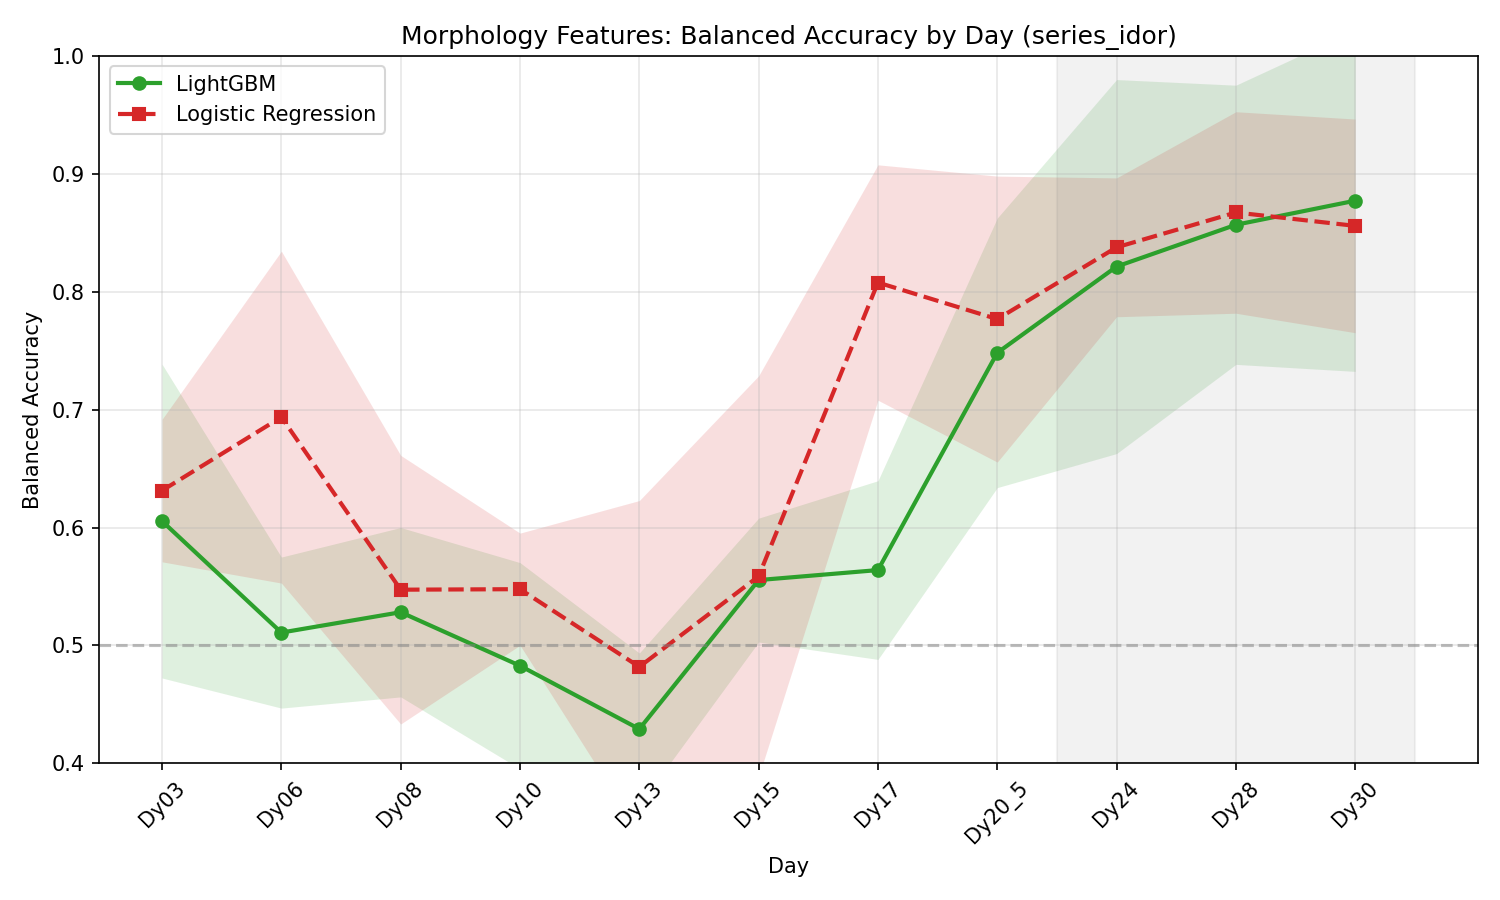 Morphology Features: Balanced Accuracy by Day (series_idor)
LightGBM
Logistic Regression
Balanced Accuracy
1.0
0.9
0.8
0.7
0.6
0.5
0.4
Dy03
Dy06
Dy08
Dy10
Dy13
Dy15
Dy17
Dy20_5
Dy24
Dy28
Dy30
Day